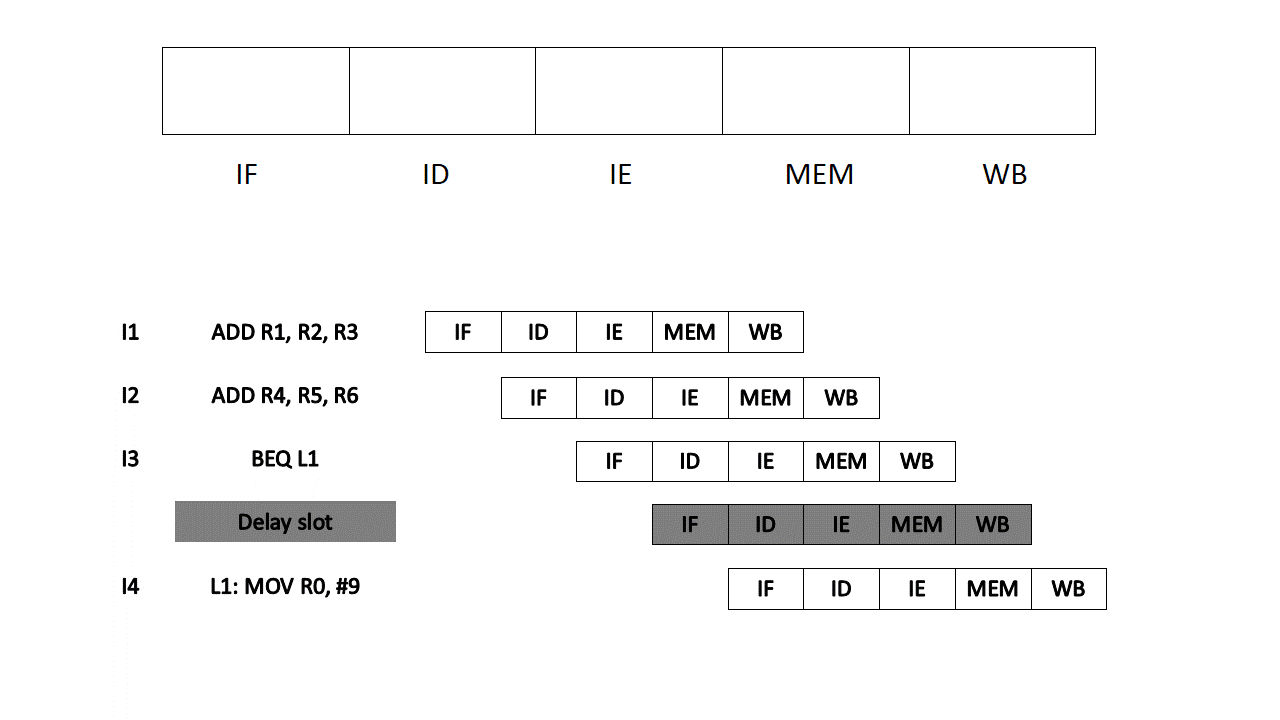 IF ID IE MEM WB
I1 ADD R1, R2, R3 IF ID IE MEM WB
I2 ADD R4, R5, R6 IF ID IE MEM WB
I3 BEQ L1 IF ID IE MEM WB
Delay slot IF ID IE MEM WB
I4 L1: MOV R0, #9 IF ID IE MEM WB